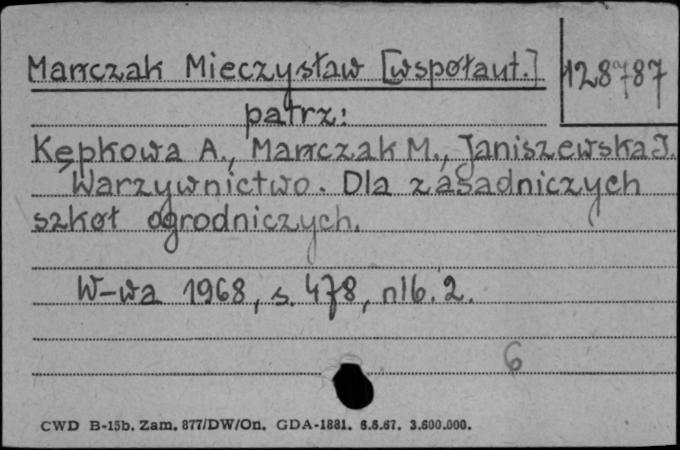 Marczak Mieczysław [współaut.]
128787
patrz:
Kępkowa A., Marczak M., Janiszewska J.
Warzywnictwo. Dla zasadniczych
szkół ogrodniczych.
W-wa 1968, s. 478, nlb. 2.
6
CWD B-15b. Zam. 877/DW/On. GDA-1881. 6.5.67. 3.600.000.